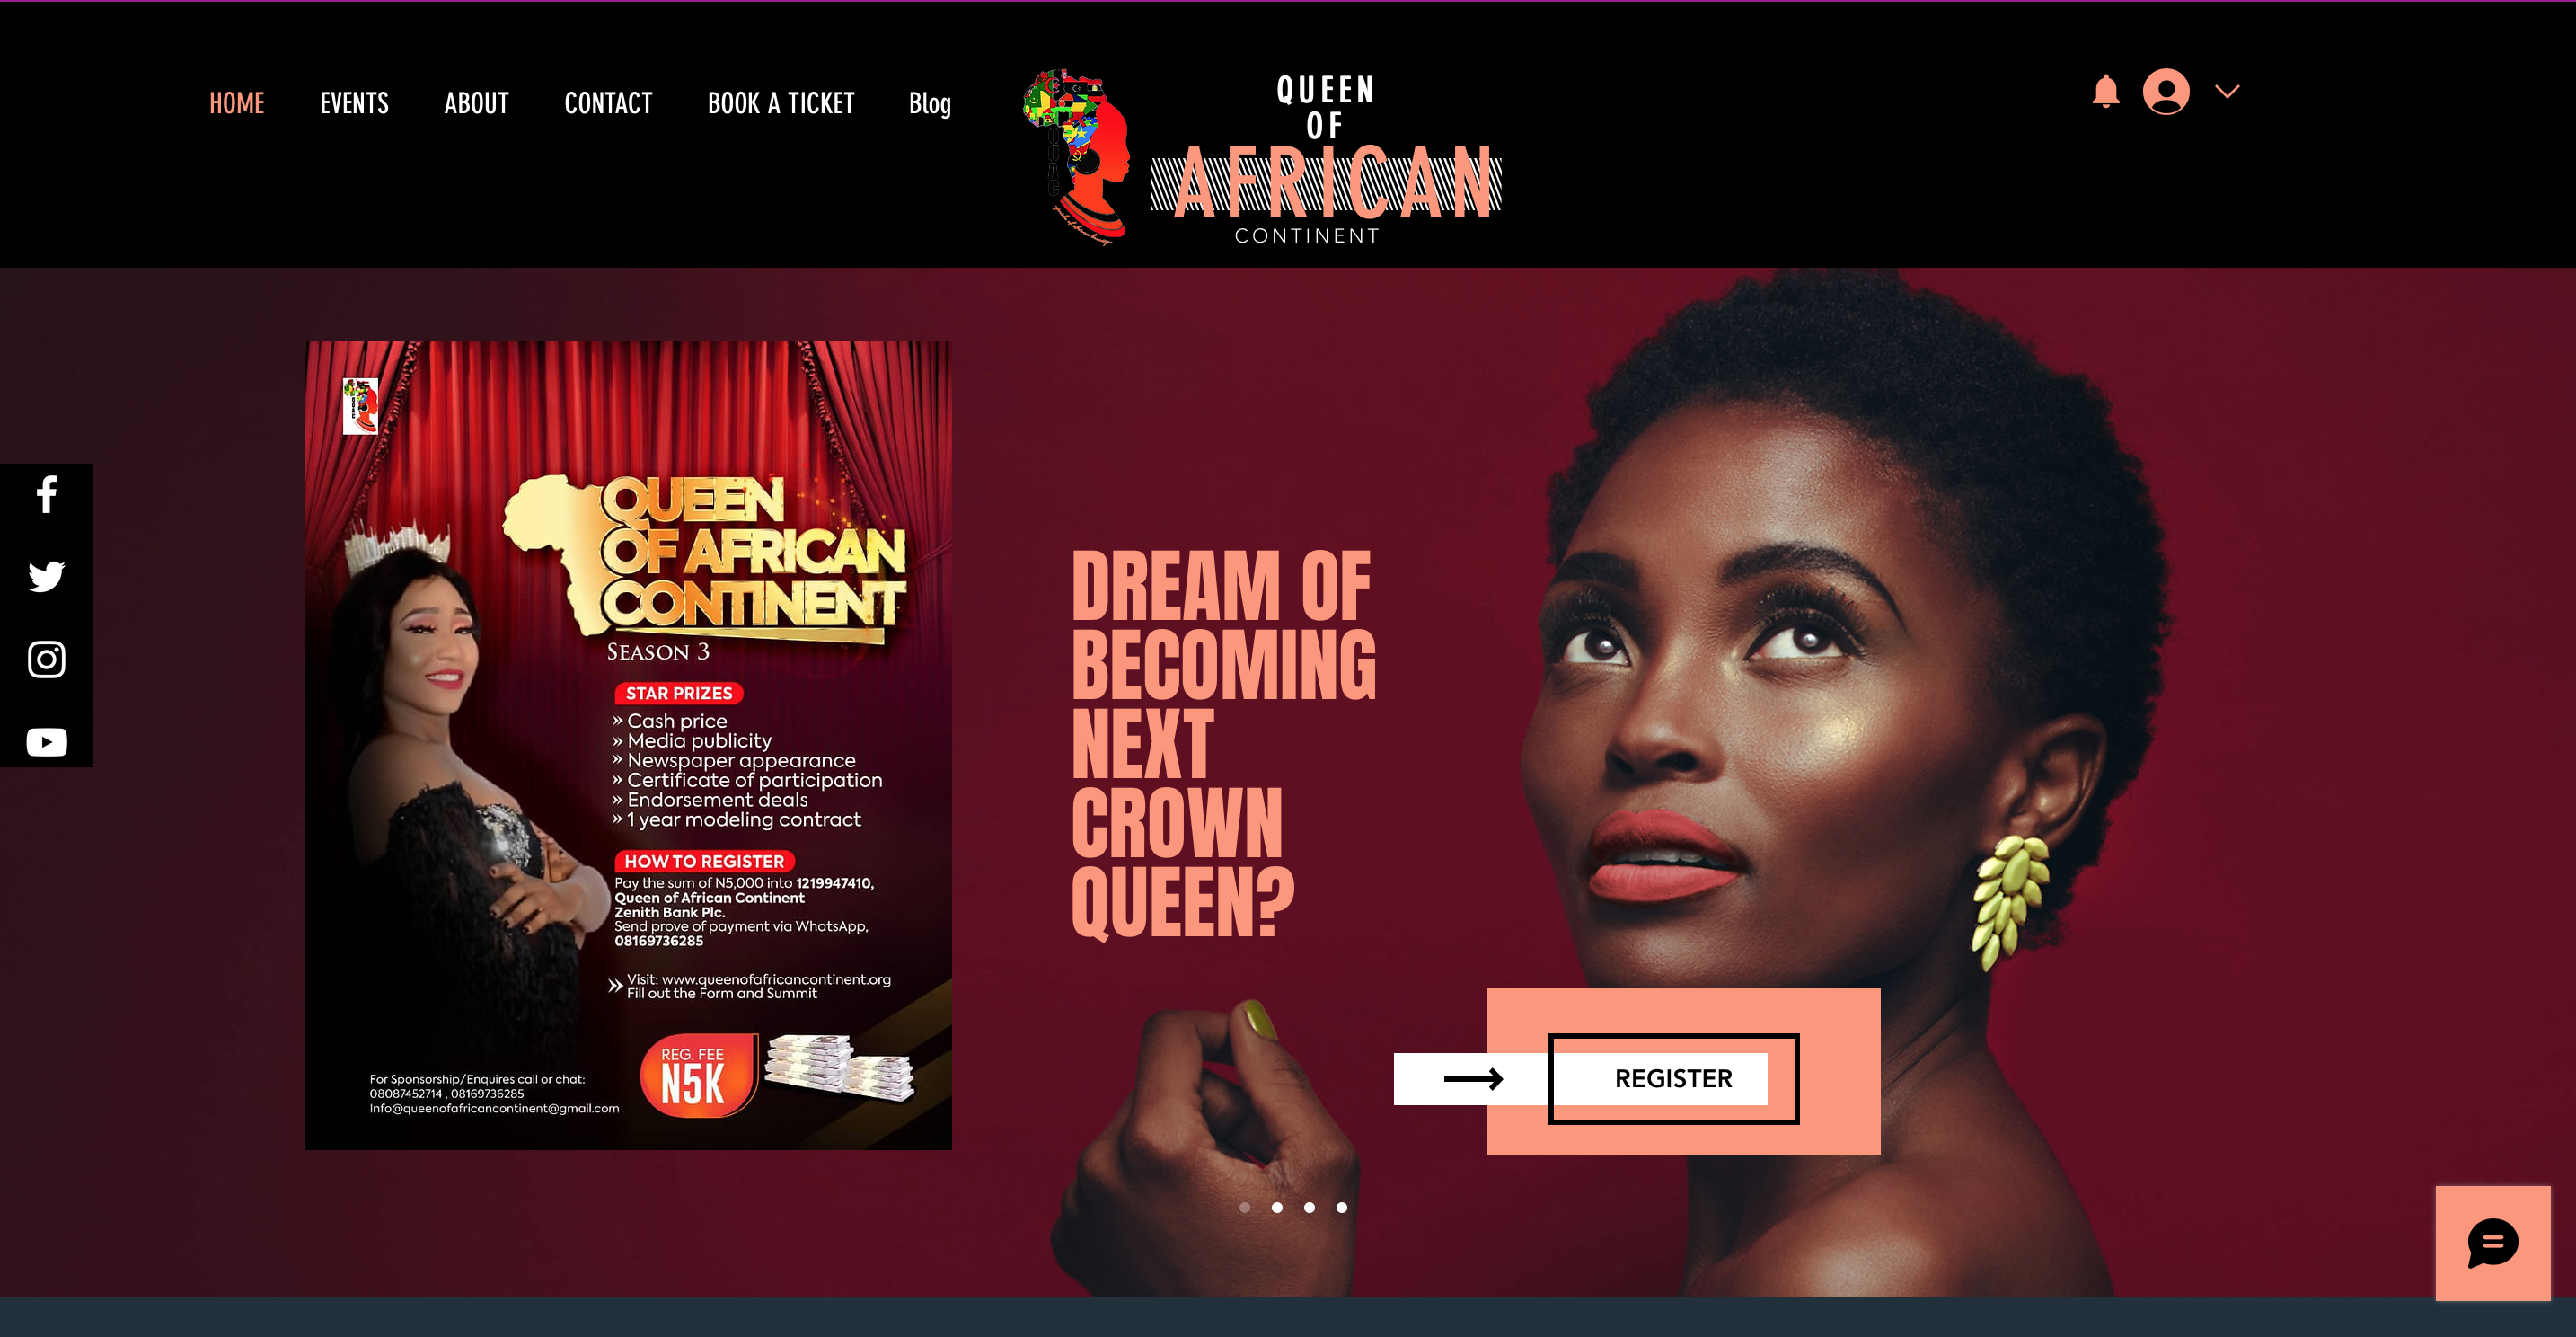 HOME
EVENTS
ABOUT
CONTACT
BOOK A TICKET
Blog
QUEEN
OF
AFRICAN
CONTINENT
QUEEN
OF AFRICAN
CONTINENT
SEASON 3
STAR PRIZES
» Cash price
» Media publicity
» Newspaper appearance
» Certificate of participation
» Endorsement deals
» 1 year modeling contract
HOW TO REGISTER
Pay the sum of N5,000 into 1219947410,
Queen of African Continent
Zenith Bank Plc.
Send prove of payment via WhatsApp,
08169736285
» Visit: www.queenofafricancontinent.org
Fill out the Form and Summit
REG. FEE
N5K
For Sponsorship/Enquires call or chat:
08087452714 , 08169736285
Info@queenofafricancontinent@gmail.com
DREAM OF
BECOMING
NEXT
CROWN
QUEEN?
REGISTER